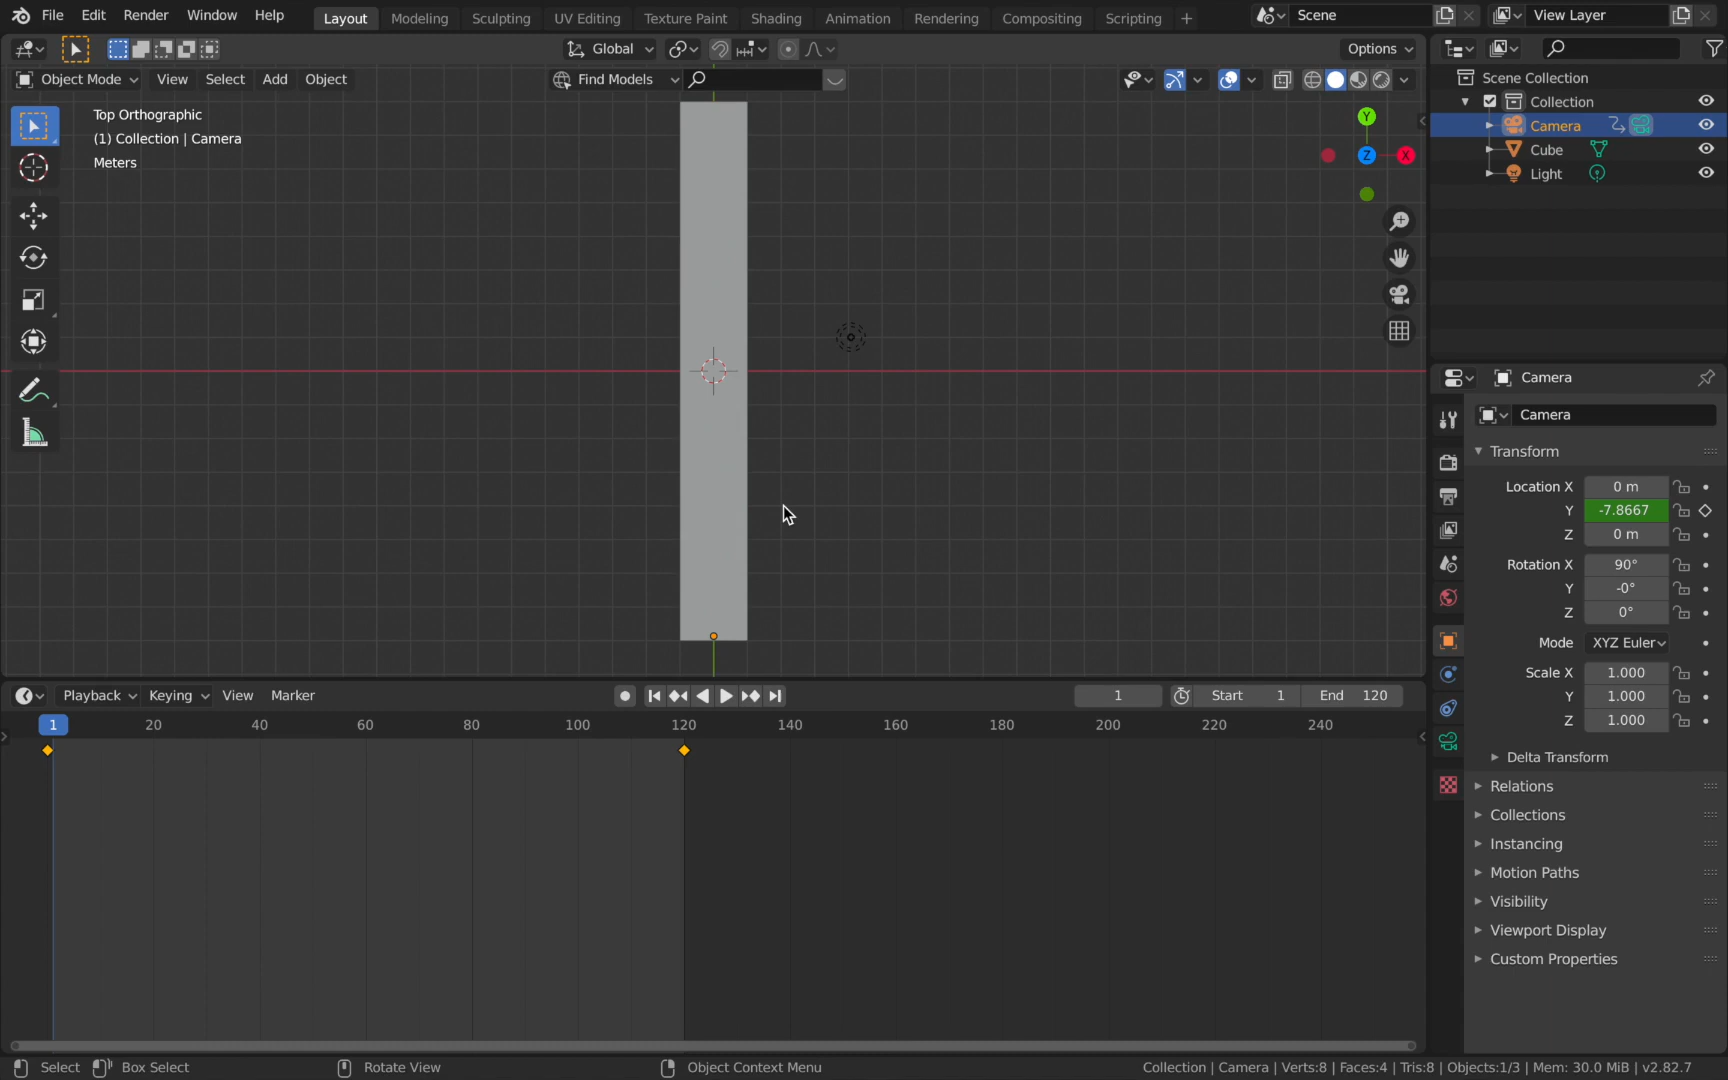 File Edit Render Window Help Layout Modeling Sculpting UV Editing Texture Paint Shading Animation Rendering Compositing Scripting + Scene View Layer
Global Options
Object Mode View Select Add Object Find Models
Top Orthographic
(1) Collection | Camera
Meters
Y
Z X
Scene Collection
Collection
Camera
Cube
Light
Camera
Camera
Transform
Location X 0 m
Y -7.8667
Z 0 m
Rotation X 90°
Y -0°
Z 0°
Mode XYZ Euler
Scale X 1.000
Y 1.000
Z 1.000
Delta Transform
Relations
Collections
Instancing
Motion Paths
Visibility
Viewport Display
Custom Properties
Playback Keying View Marker 1 Start 1 End 120
1 20 40 60 80 100 120 140 160 180 200 220 240
Select Box Select Rotate View Object Context Menu Collection | Camera | Verts:8 | Faces:4 | Tris:8 | Objects:1/3 | Mem: 30.0 MiB | v2.82.7